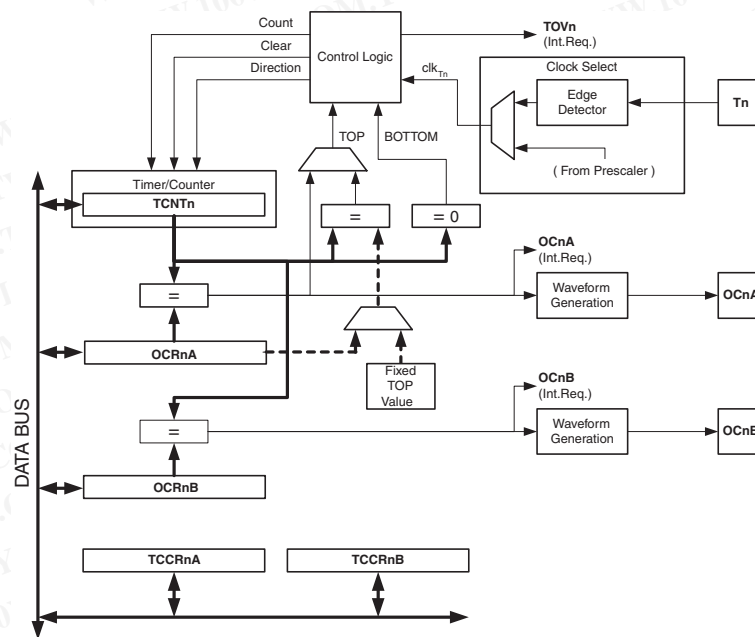 Count
Clear
Direction
Control Logic
TOVn
(Int.Req.)
clkTn
Clock Select
Edge
Detector
Tn
( From Prescaler )
TOP
BOTTOM
Timer/Counter
TCNTn
=
= 0
OCnA
(Int.Req.)
=
Waveform
Generation
OCnA
OCRnA
Fixed
TOP
Value
OCnB
(Int.Req.)
=
Waveform
Generation
OCnB
DATA BUS
OCRnB
TCCRnA
TCCRnB